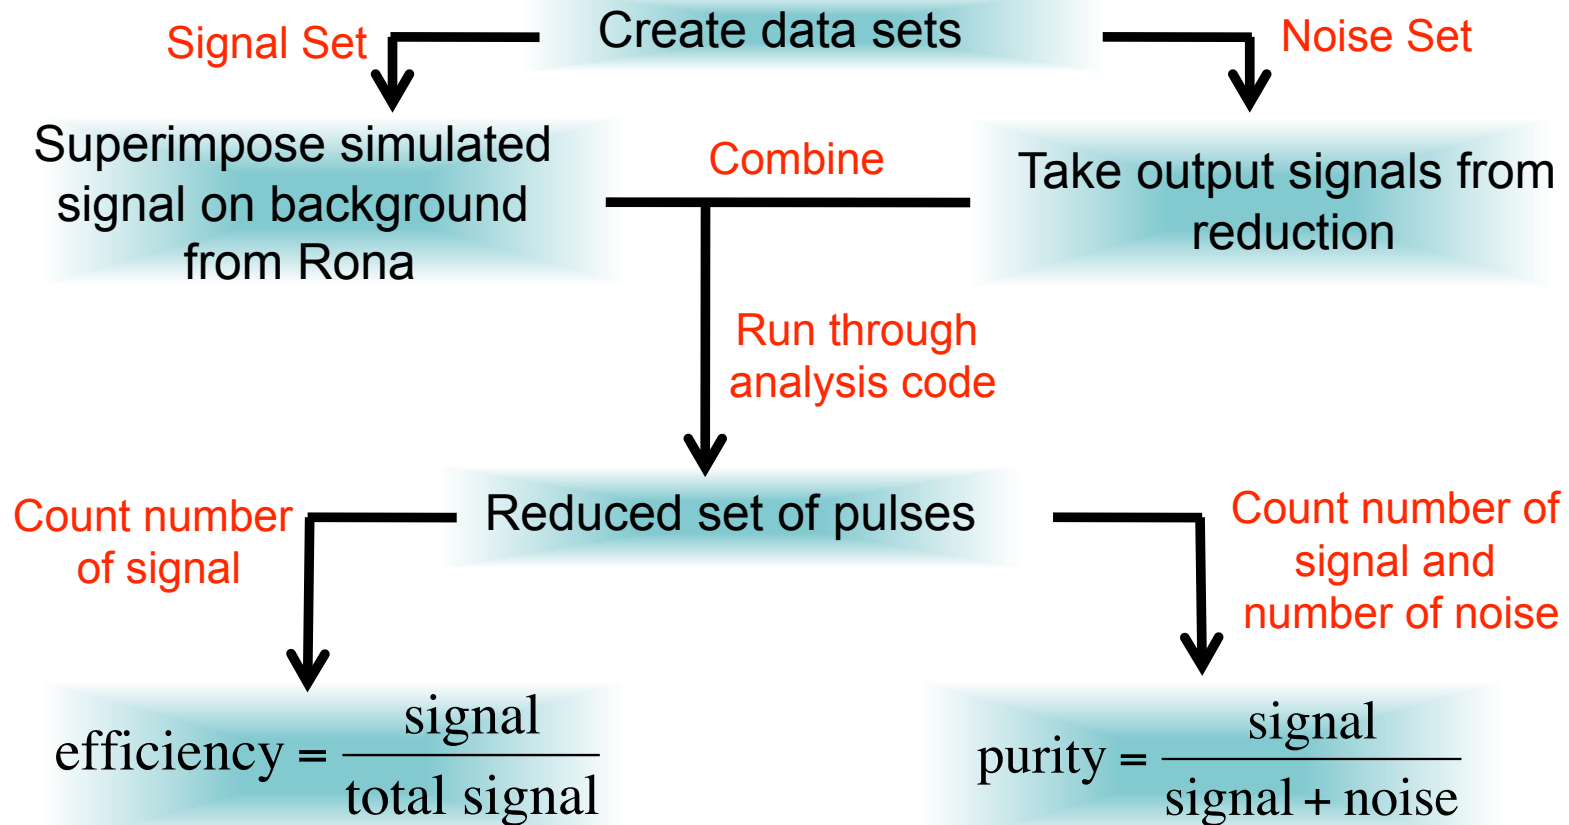 Create data sets
Signal Set
Noise Set
Superimpose simulated
signal on background
from Rona
Combine
Take output signals from
reduction
Run through
analysis code
Reduced set of pulses
Count number
of signal
Count number of
signal and
number of noise
efficiency = signal / total signal
purity = signal / signal + noise